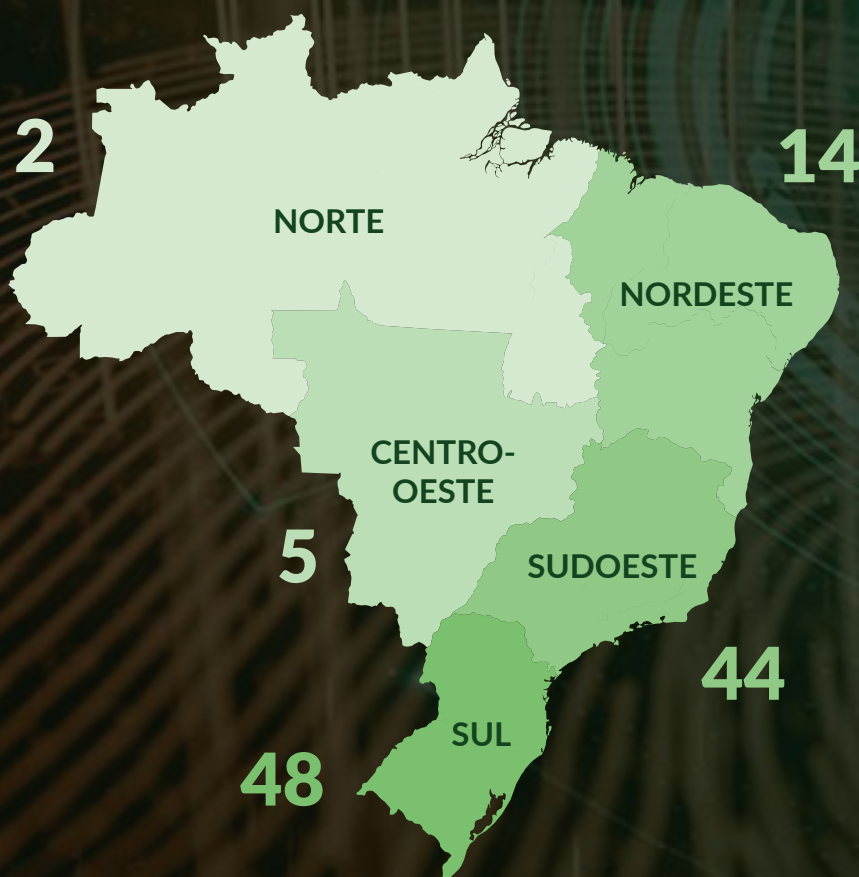 2
14
NORTE
NORDESTE
CENTRO-
OESTE
5
SUDOESTE
44
SUL
48